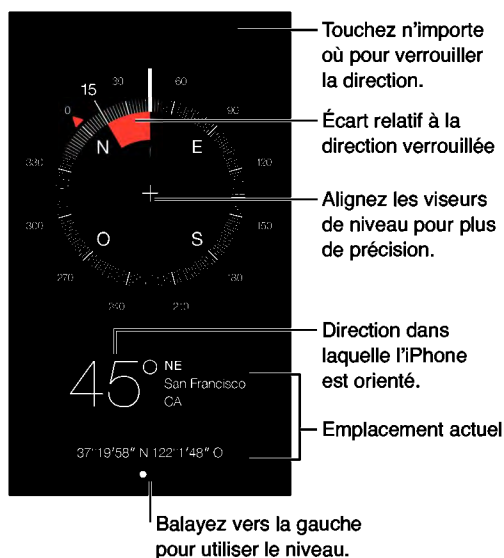 Touchez n’importe
où pour verrouiller
la direction.
Écart relatif à la
direction verrouillée
Alignez les viseurs
de niveau pour plus
de précision.
Direction dans
laquelle l’iPhone
est orienté.
Emplacement actuel
Balayez vers la gauche
pour utiliser le niveau.
15
0
30
60
90
120
150
180
210
240
270
300
330
N
E
S
O
45°
NE
San Francisco
CA
37°19’58” N 122°1’48” O